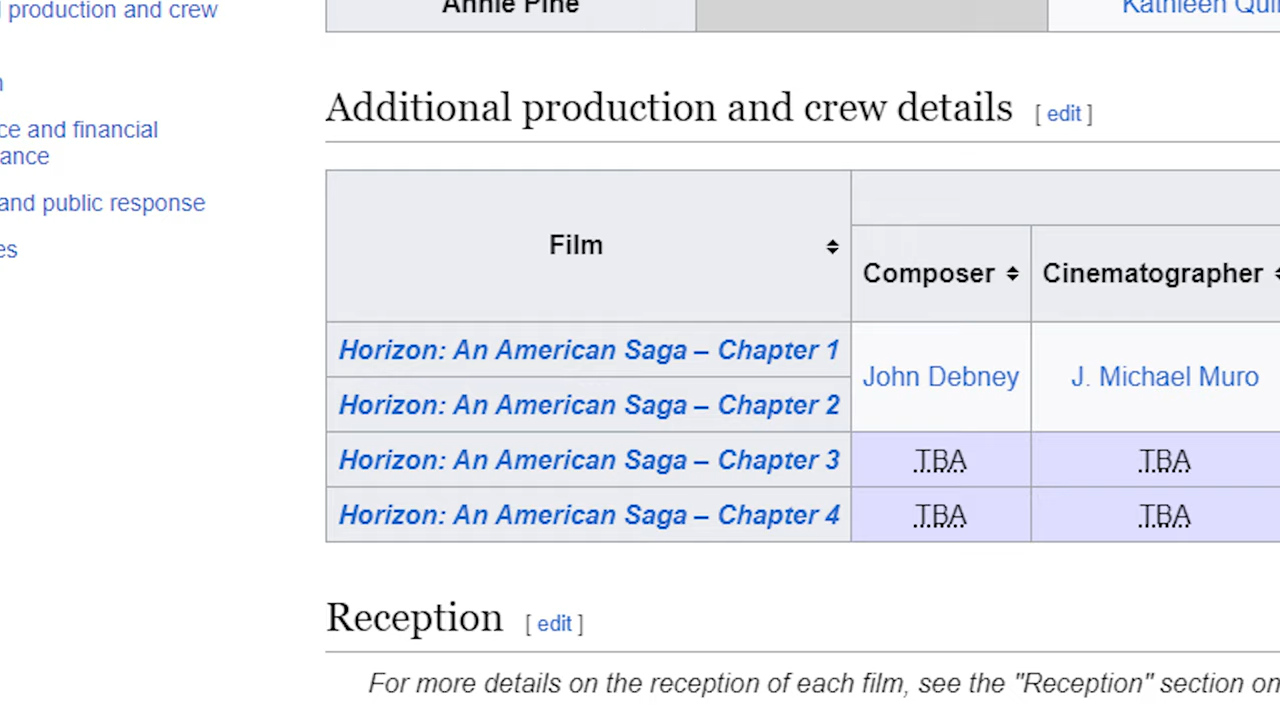 production and crew
Annie Pine
Additional production and crew details [ edit ]
ce and financial
ance
and public response
es
Film
Composer Cinematographer
Horizon: An American Saga – Chapter 1
John Debney J. Michael Muro
Horizon: An American Saga – Chapter 2
Horizon: An American Saga – Chapter 3 TBA TBA
Horizon: An American Saga – Chapter 4 TBA TBA
Reception [ edit ]
For more details on the reception of each film, see the "Reception" section on